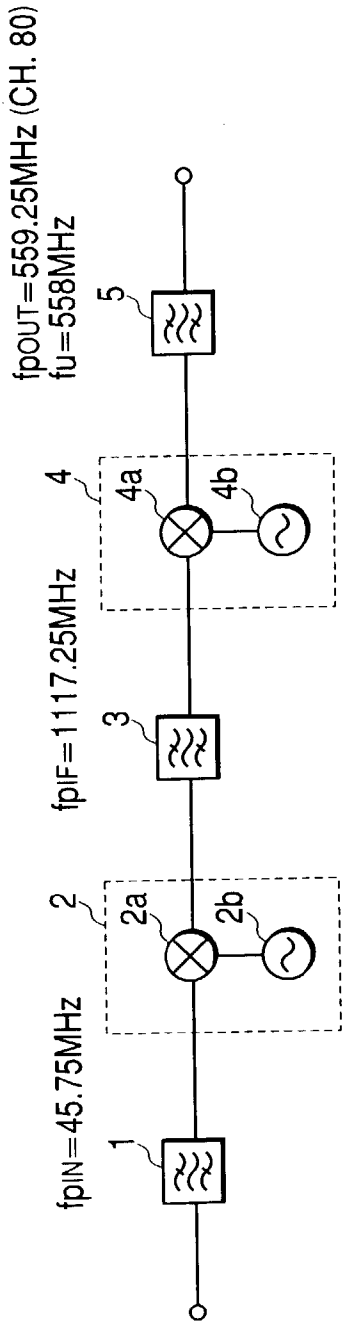 fpIN=45.75MHz
fpIF=1117.25MHz
fpOUT=559.25MHz (CH. 80)
fu=558MHz
1
2
2a
2b
3
4
4a
4b
5